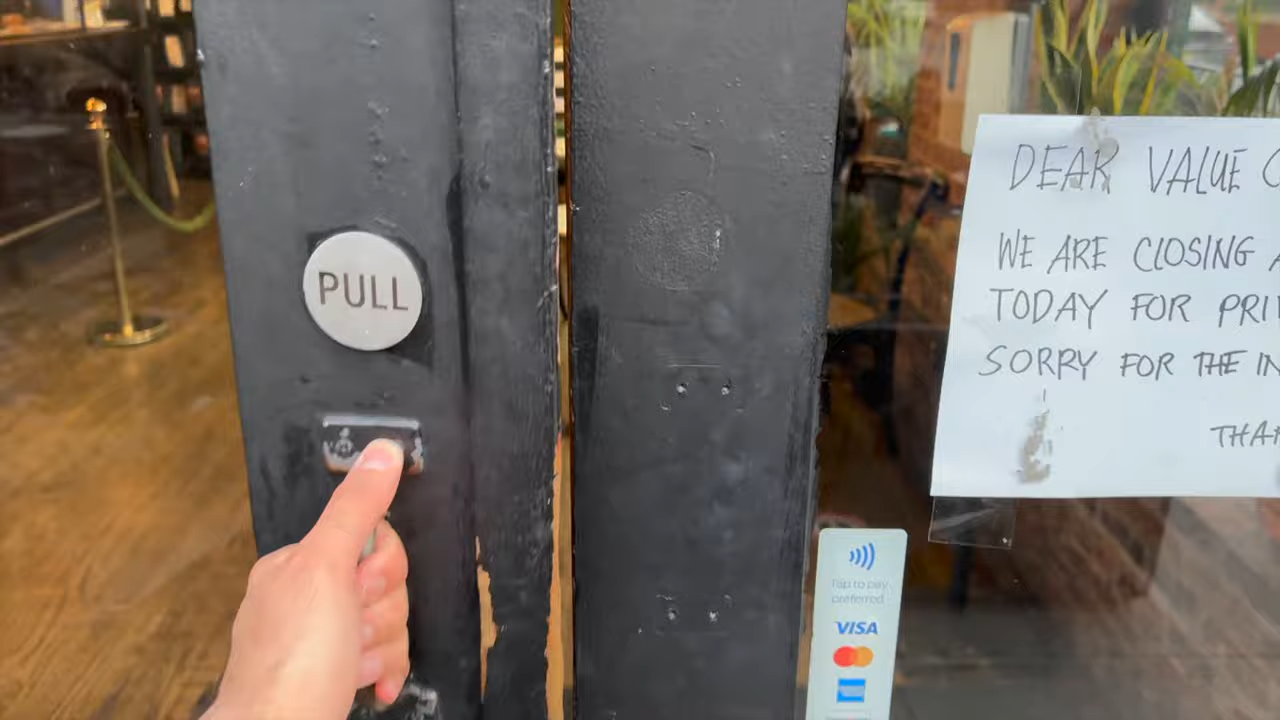 PULL
DEAR VALUE
WE ARE CLOSING
TODAY FOR
SORRY FOR THE
Tap to pay
preferred
VISA